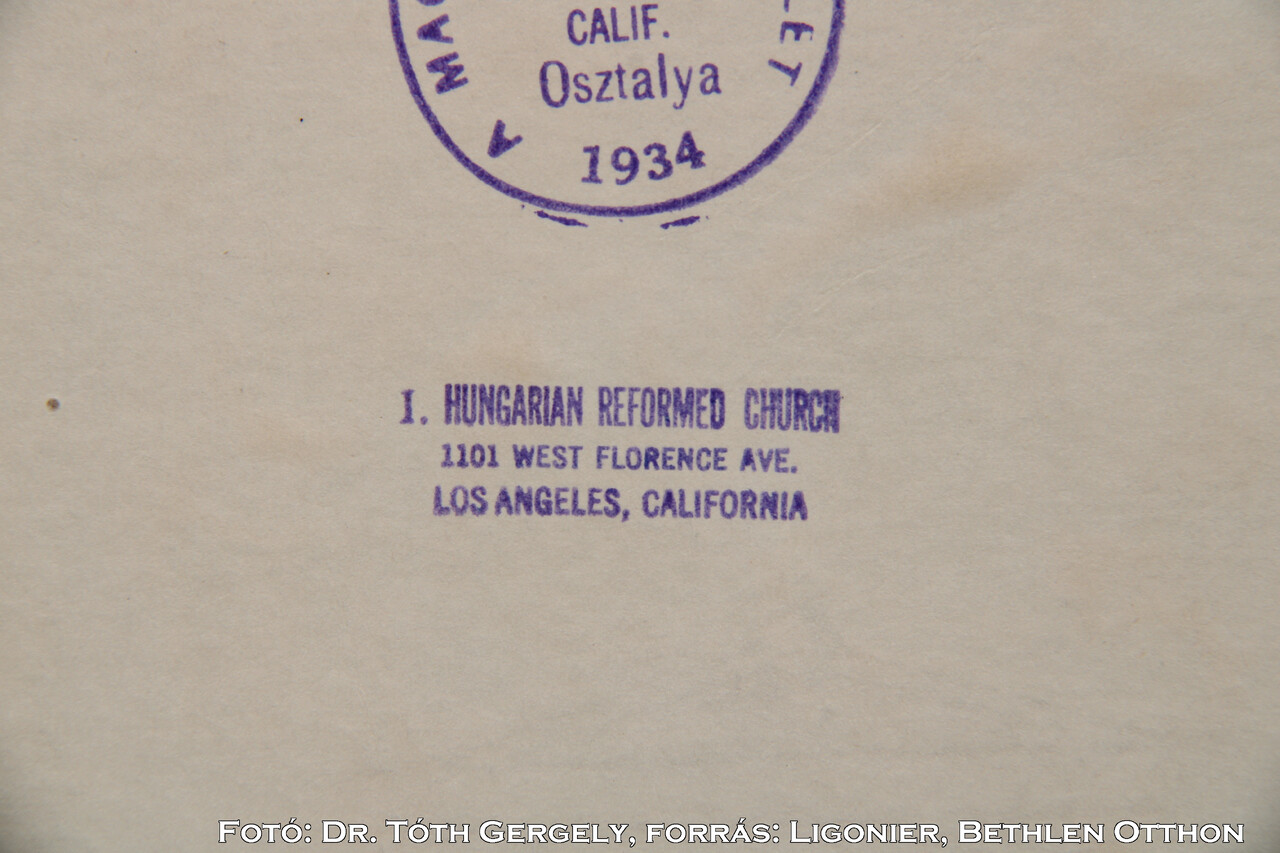 CALIF.
Osztalya
1934
I. HUNGARIAN REFORMED CHURCH
1101 WEST FLORENCE AVE.
LOS ANGELES, CALIFORNIA
FOTÓ: DR. TÓTH GERGELY, FORRÁS: LIGONIER, BETHLEN OTTHON